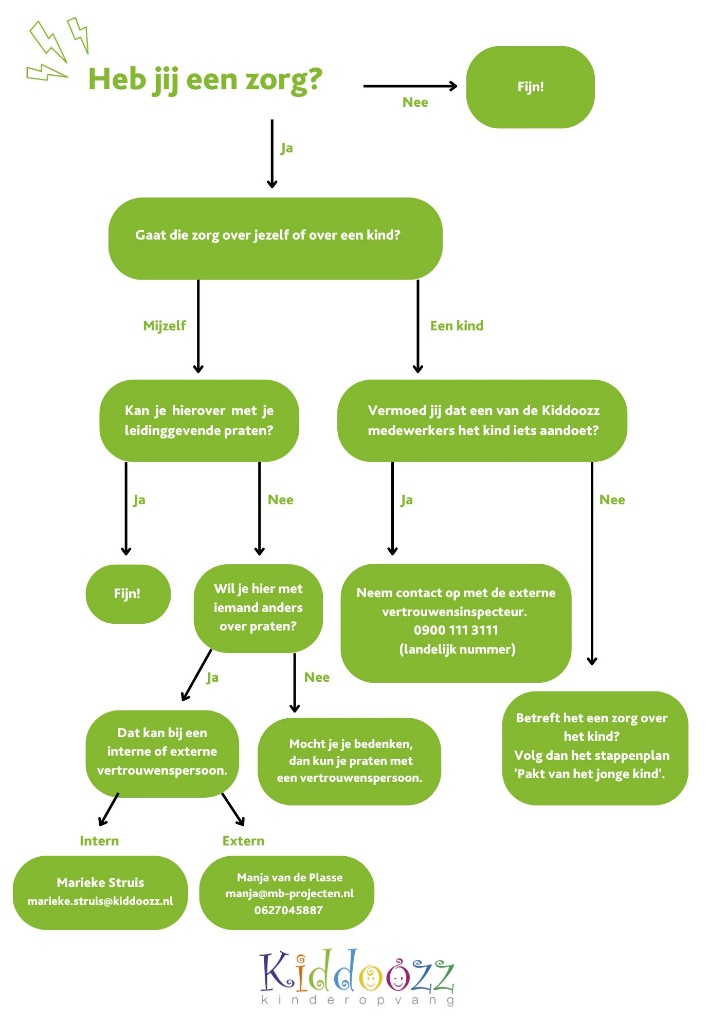 Heb jij een zorg?
Nee
Fijn!
Ja
Gaat die zorg over jezelf of over een kind?
Mijzelf
Een kind
Kan je hierover met je
leidinggevende praten?
Vermoed jij dat een van de Kiddoozz
medewerkers het kind iets aandoet?
Ja
Nee
Ja
Nee
Fijn!
Wil je hier met
iemand anders
over praten?
Neem contact op met de externe
vertrouwensinspecteur.
0900 111 3111
(landelijk nummer)
Ja
Nee
Dat kan bij een
interne of externe
vertrouwenspersoon.
Mocht je je bedenken,
dan kun je praten met
een vertrouwenspersoon.
Betreft het een zorg over
het kind?
Volg dan het stappenplan
'Pakt van het jonge kind'.
Intern
Extern
Marieke Struis
marieke.struis@kiddoozz.nl
Manja van de Plasse
manja@mb-projecten.nl
0627045887
Kiddoozz
kinderopvang